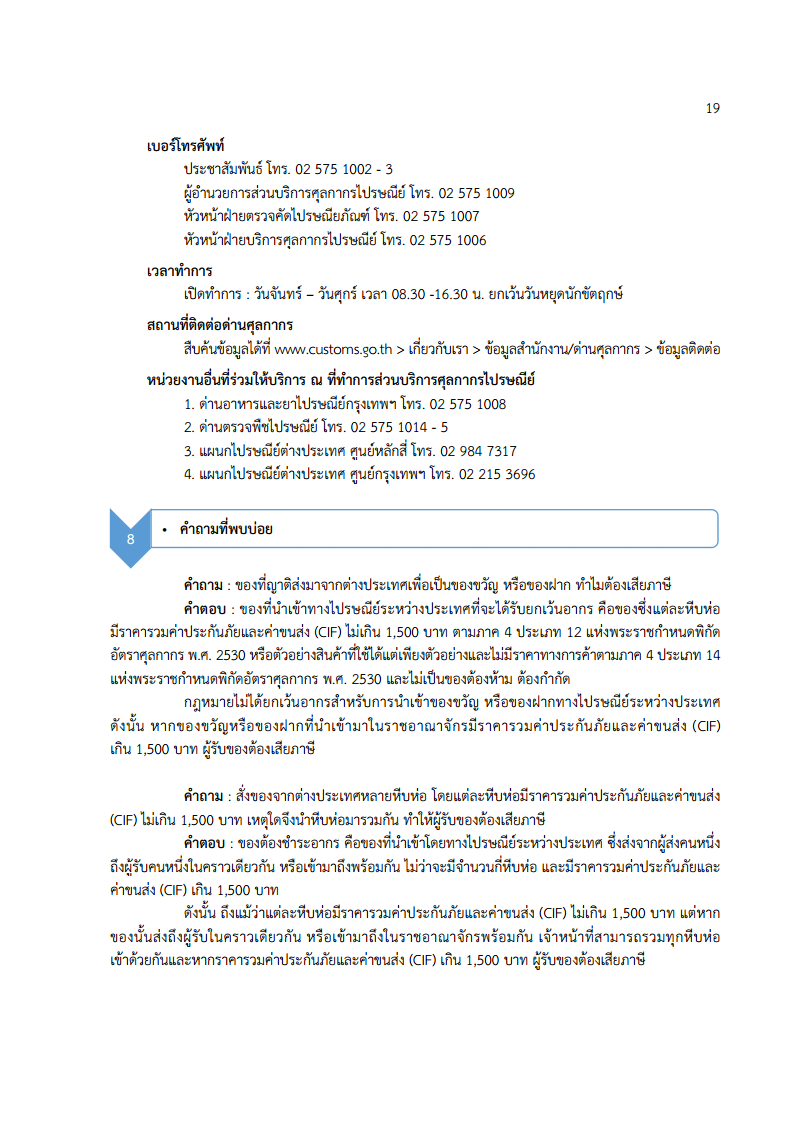 19
เบอร์โทรศัพท์
ประชาสัมพันธ์ โทร. 02 575 1002 - 3
ผู้อำนวยการส่วนบริการศุลกากรไปรษณีย์ โทร. 02 575 1009
หัวหน้าฝ่ายตรวจคัดไปรษณียภัณฑ์ โทร. 02 575 1007
หัวหน้าฝ่ายบริการศุลกากรไปรษณีย์ โทร. 02 575 1006
เวลาทำการ
เปิดทำการ : วันจันทร์ – วันศุกร์ เวลา 08.30 -16.30 น. ยกเว้นวันหยุดนักขัตฤกษ์
สถานที่ติดต่อด่านศุลกากร
สืบค้นข้อมูลได้ที่ www.customs.go.th > เกี่ยวกับเรา > ข้อมูลสำนักงาน/ด่านศุลกากร > ข้อมูลติดต่อ
หน่วยงานอื่นที่ร่วมให้บริการ ณ ที่ทำการส่วนบริการศุลกากรไปรษณีย์
1. ด่านอาหารและยาไปรษณีย์กรุงเทพฯ โทร. 02 575 1008
2. ด่านตรวจพืชไปรษณีย์ โทร. 02 575 1014 - 5
3. แผนกไปรษณีย์ต่างประเทศ ศูนย์หลักสี่ โทร. 02 984 7317
4. แผนกไปรษณีย์ต่างประเทศ ศูนย์กรุงเทพฯ โทร. 02 215 3696
8 • คำถามที่พบบ่อย
คำถาม : ของที่ญาติส่งมาจากต่างประเทศเพื่อเป็นของขวัญ หรือของฝาก ทำไมต้องเสียภาษี
คำตอบ : ของที่นำเข้าทางไปรษณีย์ระหว่างประเทศที่จะได้รับยกเว้นอากร คือของซึ่งแต่ละหีบห่อ
มีราคารวมค่าประกันภัยและค่าขนส่ง (CIF) ไม่เกิน 1,500 บาท ตามภาค 4 ประเภท 12 แห่งพระราชกำหนดพิกัด
อัตราศุลกากร พ.ศ. 2530 หรือตัวอย่างสินค้าที่ใช้ได้แต่เพียงตัวอย่างและไม่มีราคาทางการค้าตามภาค 4 ประเภท 14
แห่งพระราชกำหนดพิกัดอัตราศุลกากร พ.ศ. 2530 และไม่เป็นของต้องห้าม ต้องกำกัด
กฎหมายไม่ได้ยกเว้นอากรสำหรับการนำเข้าของขวัญ หรือของฝากทางไปรษณีย์ระหว่างประเทศ
ดังนั้น หากของขวัญหรือของฝากที่นำเข้ามาในราชอาณาจักรมีราคารวมค่าประกันภัยและค่าขนส่ง (CIF)
เกิน 1,500 บาท ผู้รับของต้องเสียภาษี
คำถาม : สั่งของจากต่างประเทศหลายหีบห่อ โดยแต่ละหีบห่อมีราคารวมค่าประกันภัยและค่าขนส่ง
(CIF) ไม่เกิน 1,500 บาท เหตุใดจึงนำหีบห่อมารวมกัน ทำให้ผู้รับของต้องเสียภาษี
คำตอบ : ของต้องชำระอากร คือของที่นำเข้าโดยทางไปรษณีย์ระหว่างประเทศ ซึ่งส่งจากผู้ส่งคนหนึ่ง
ถึงผู้รับคนหนึ่งในคราวเดียวกัน หรือเข้ามาถึงพร้อมกัน ไม่ว่าจะมีจำนวนกี่หีบห่อ และมีราคารวมค่าประกันภัยและ
ค่าขนส่ง (CIF) เกิน 1,500 บาท
ดังนั้น ถึงแม้ว่าแต่ละหีบห่อมีราคารวมค่าประกันภัยและค่าขนส่ง (CIF) ไม่เกิน 1,500 บาท แต่หาก
ของนั้นส่งถึงผู้รับในคราวเดียวกัน หรือเข้ามาถึงในราชอาณาจักรพร้อมกัน เจ้าหน้าที่สามารถรวมทุกหีบห่อ
เข้าด้วยกันและหากราคารวมค่าประกันภัยและค่าขนส่ง (CIF) เกิน 1,500 บาท ผู้รับของต้องเสียภาษี